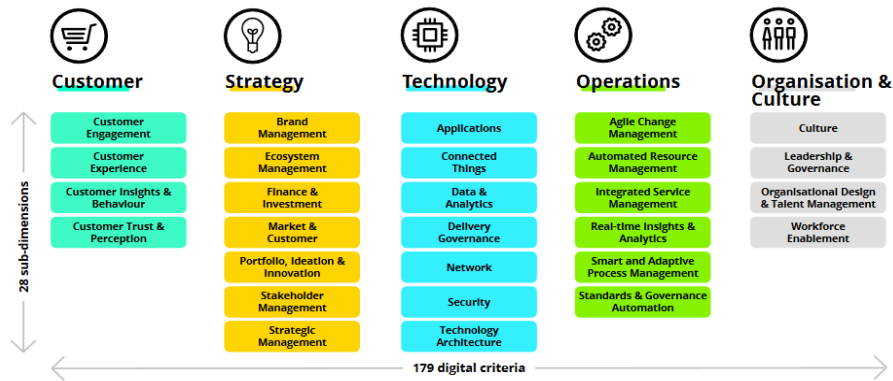 Customer
Strategy
Technology
Operations
Organisation &
Culture
Customer
Engagement
Customer
Experience
Customer Insights &
Behaviour
Customer Trust &
Perception
Brand
Management
Ecosystem
Management
Finance &
Investment
Market &
Customer
Portfolio, Ideation &
Innovation
Stakeholder
Management
Strategic
Management
Applications
Connected
Things
Data &
Analytics
Delivery
Governance
Network
Security
Technology
Architecture
Agile Change
Management
Automated Resource
Management
Integrated Service
Management
Real-time Insights &
Analytics
Smart and Adaptive
Process Management
Standards & Governance
Automation
Culture
Leadership &
Governance
Organisational Design
& Talent Management
Workforce
Enablement
28 sub-dimensions
179 digital criteria